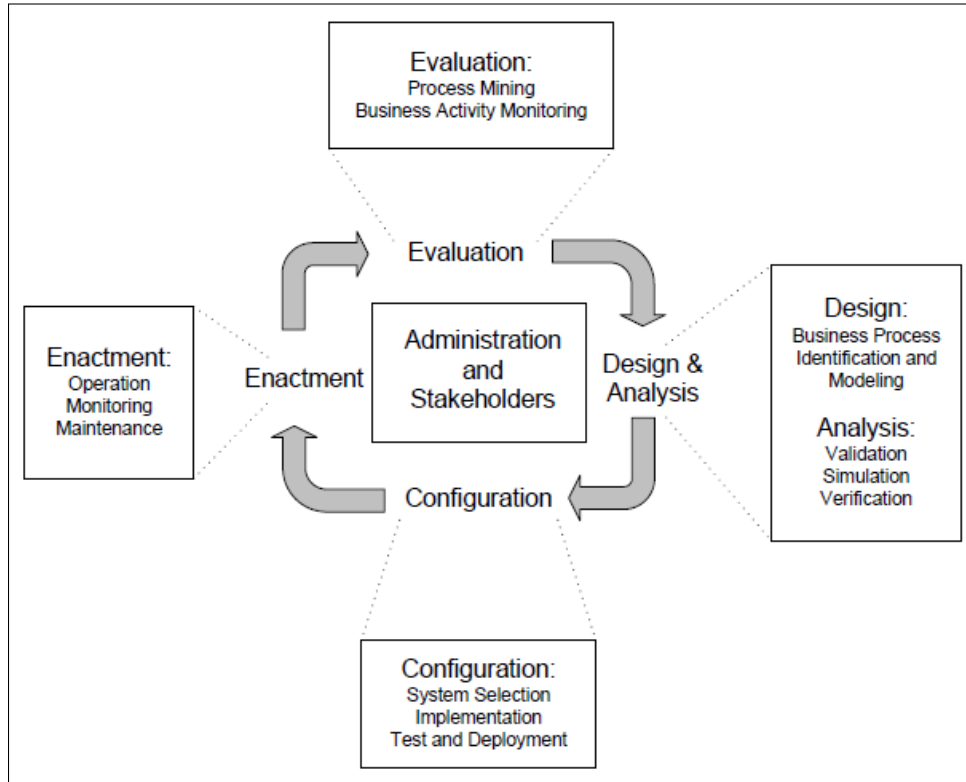 Evaluation:
Process Mining
Business Activity Monitoring
Evaluation
Administration
and
Stakeholders
Enactment
Design &
Analysis
Configuration
Enactment:
Operation
Monitoring
Maintenance
Design:
Business Process
Identification and
Modeling
Analysis:
Validation
Simulation
Verification
Configuration:
System Selection
Implementation
Test and Deployment